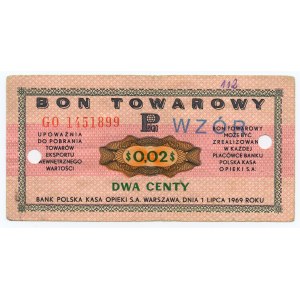 112
BON TOWAROWY
GO 1451899
P WZÓR
UPOWAŻNIA
DO POBRANIA
TOWARÓW
EKSPORTU
WEWNĘTRZNEGO
WARTOŚCI
$0,02$
BON TOWAROWY
MOŻE BYĆ
ZREALIZOWANY
W KAŻDEJ
PLACÓWCE BANKU
POLSKA KASA
OPIEKI S.A.
DWA CENTY
BANK POLSKA KASA OPIEKI S.A. WARSZAWA, DNIA 1 LIPCA 1969 ROKU